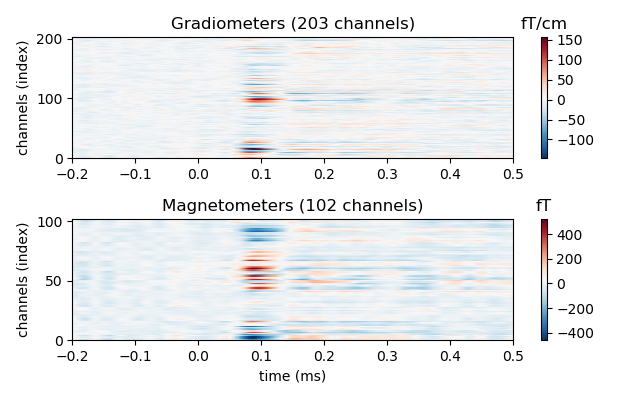 Gradiometers (203 channels)
fT/cm
channels (index)
200
100
0
−0.2 −0.1 0.0 0.1 0.2 0.3 0.4 0.5
150
100
50
0
−50
−100
Magnetometers (102 channels)
fT
channels (index)
100
50
0
−0.2 −0.1 0.0 0.1 0.2 0.3 0.4 0.5
time (ms)
400
200
0
−200
−400